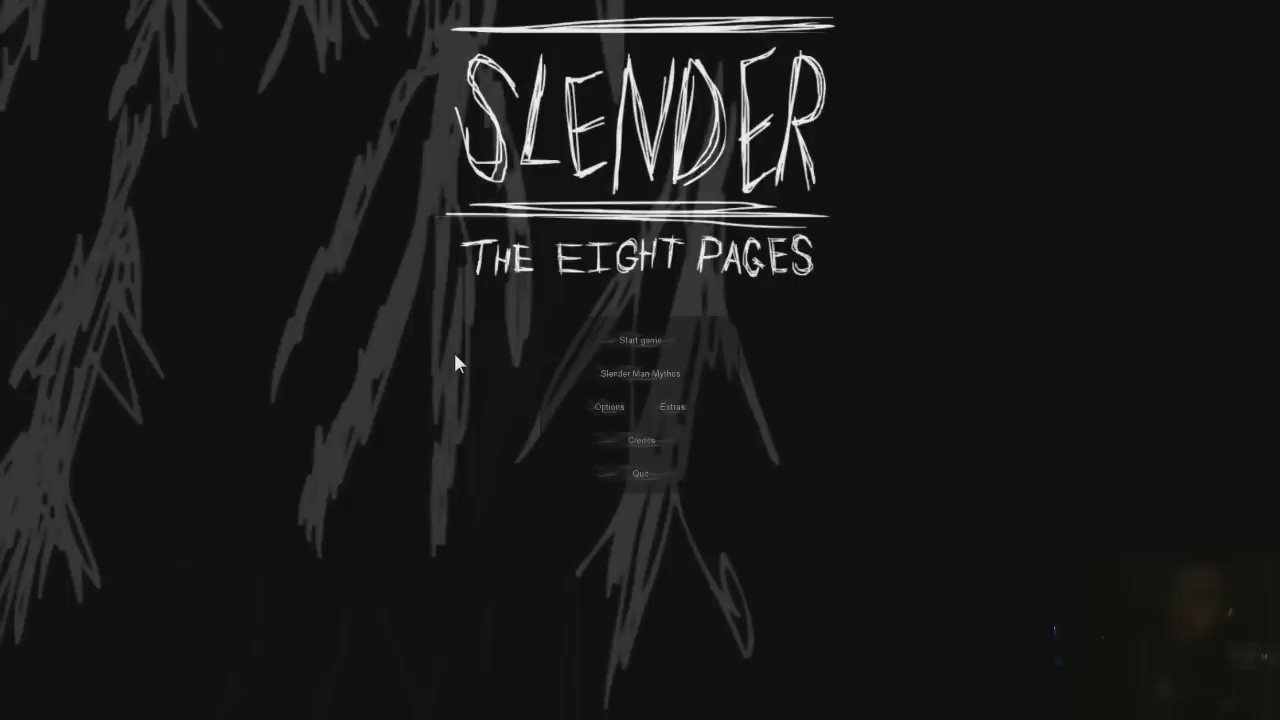 SLENDER
THE EIGHT PAGES
Start game
Slender Man Mythos
Options Extras
Credits
Quit